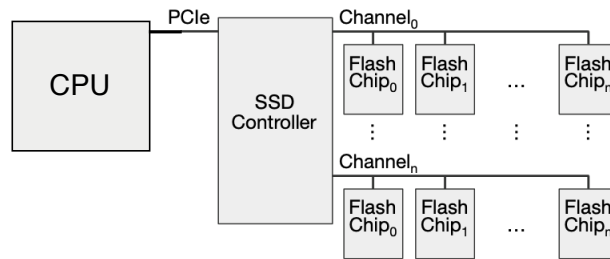 PCIe
Channel₀
CPU
SSD
Controller
Flash
Chip₀
Flash
Chip₁
...
Flash
Chipₙ
Channelₙ
Flash
Chip₀
Flash
Chip₁
...
Flash
Chipₙ